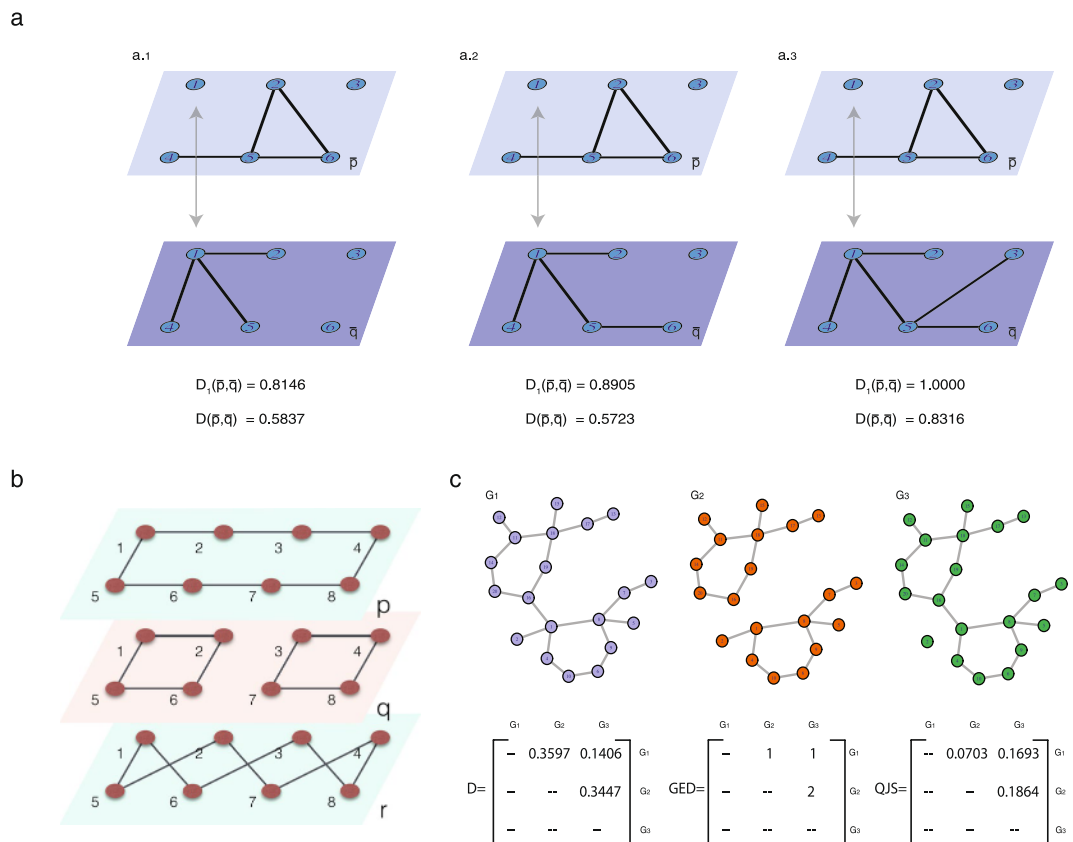 a
a.1 a.2 a.3
1 2 3 1 2 3 1 2 3
4 5 6 p̄ 4 5 6 p̄ 4 5 6 p̄
1 2 3 1 2 3 1 2 3
4 5 6 q̄ 4 5 6 q̄ 4 5 6 q̄
D₁(p̄,q̄) = 0.8146 D₁(p̄,q̄) = 0.8905 D₁(p̄,q̄) = 1.0000
D(p̄,q̄) = 0.5837 D(p̄,q̄) = 0.5723 D(p̄,q̄) = 0.8316
b
1 2 3 4
5 6 7 8 p
1 2 3 4
5 6 7 8 q
1 2 3 4
5 6 7 8 r
c
G1 G2 G3
G1 G2 G3 G1 G2 G3 G1 G2 G3
– 0.3597 0.1406 G1 – 1 1 G1 -- 0.0703 0.1693 G1
D= – -- 0.3447 G2 GED= – -- 2 G2 QJS= – -- 0.1864 G2
– -- – G3 – -- -- G3 -- – -- G3